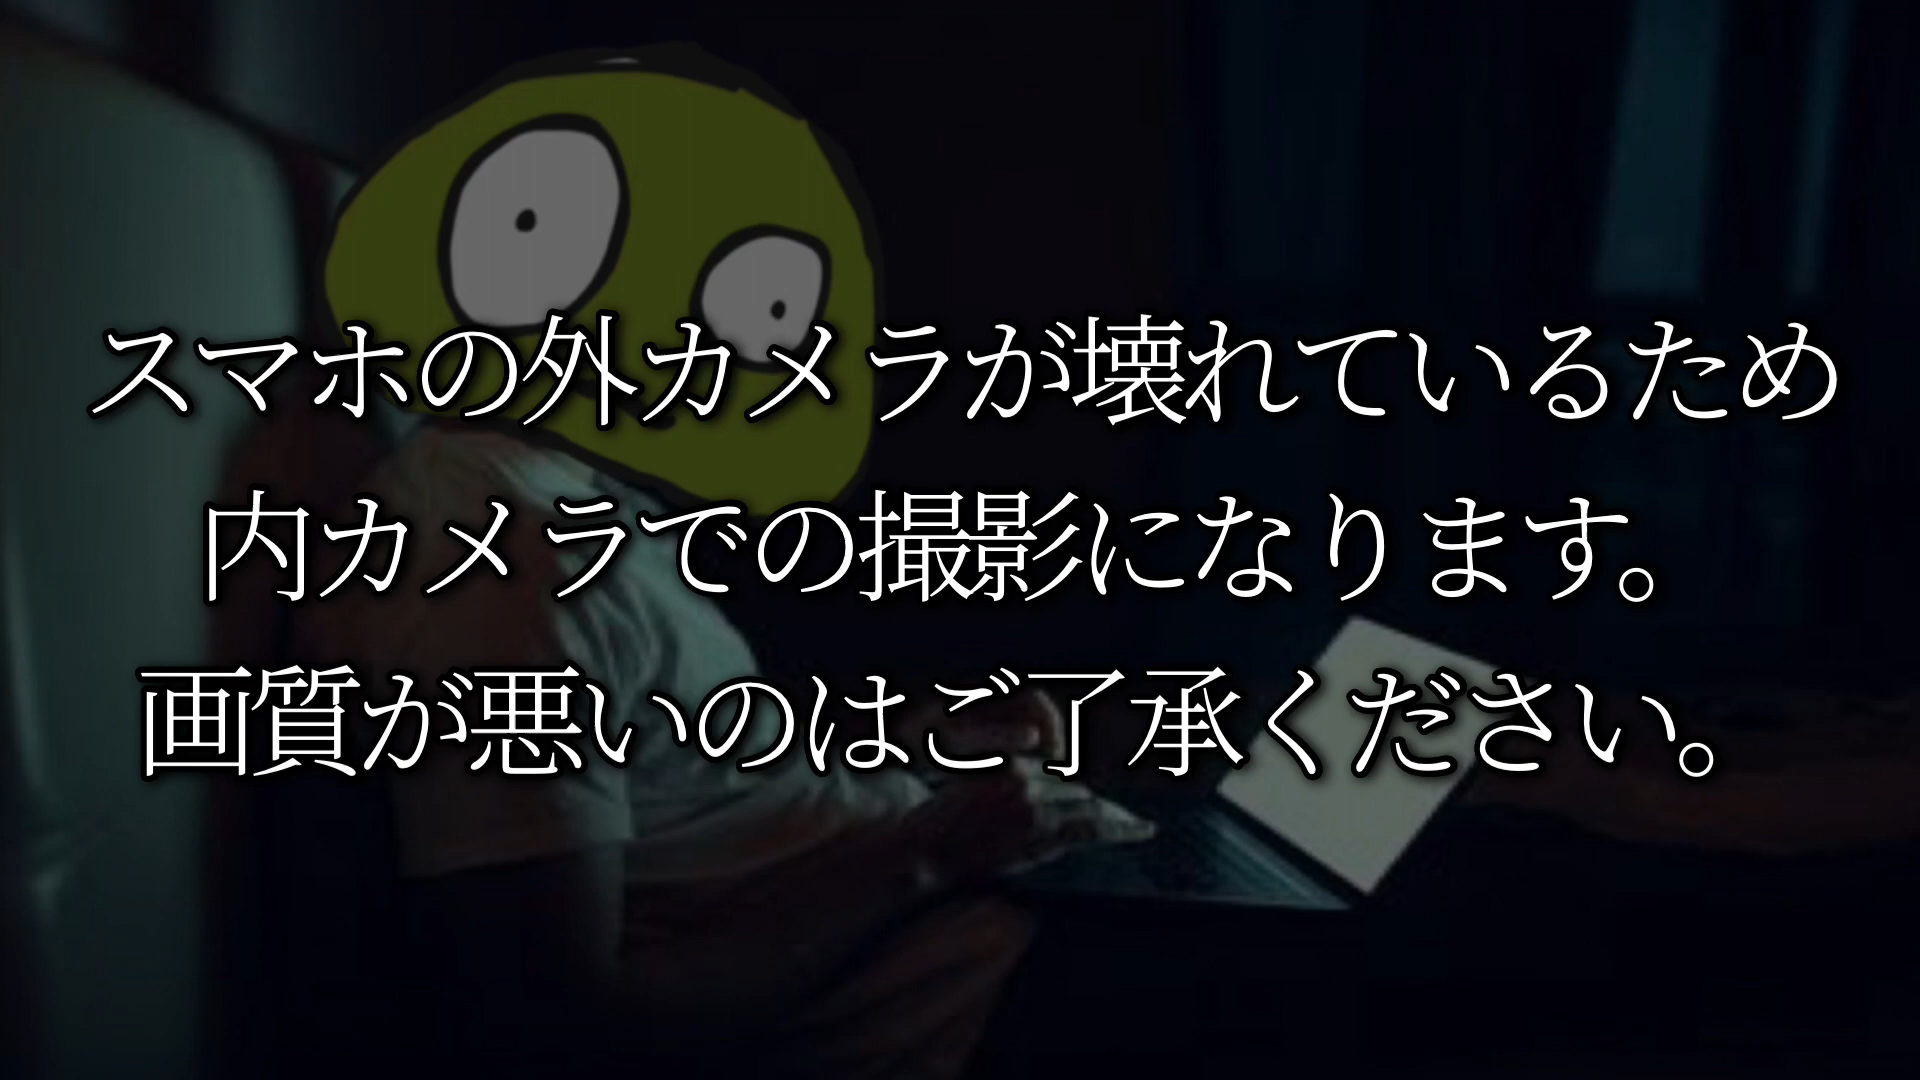 スマホの外カメラが壊れているため
内カメラでの撮影になります。
画質が悪いのはご了承ください。